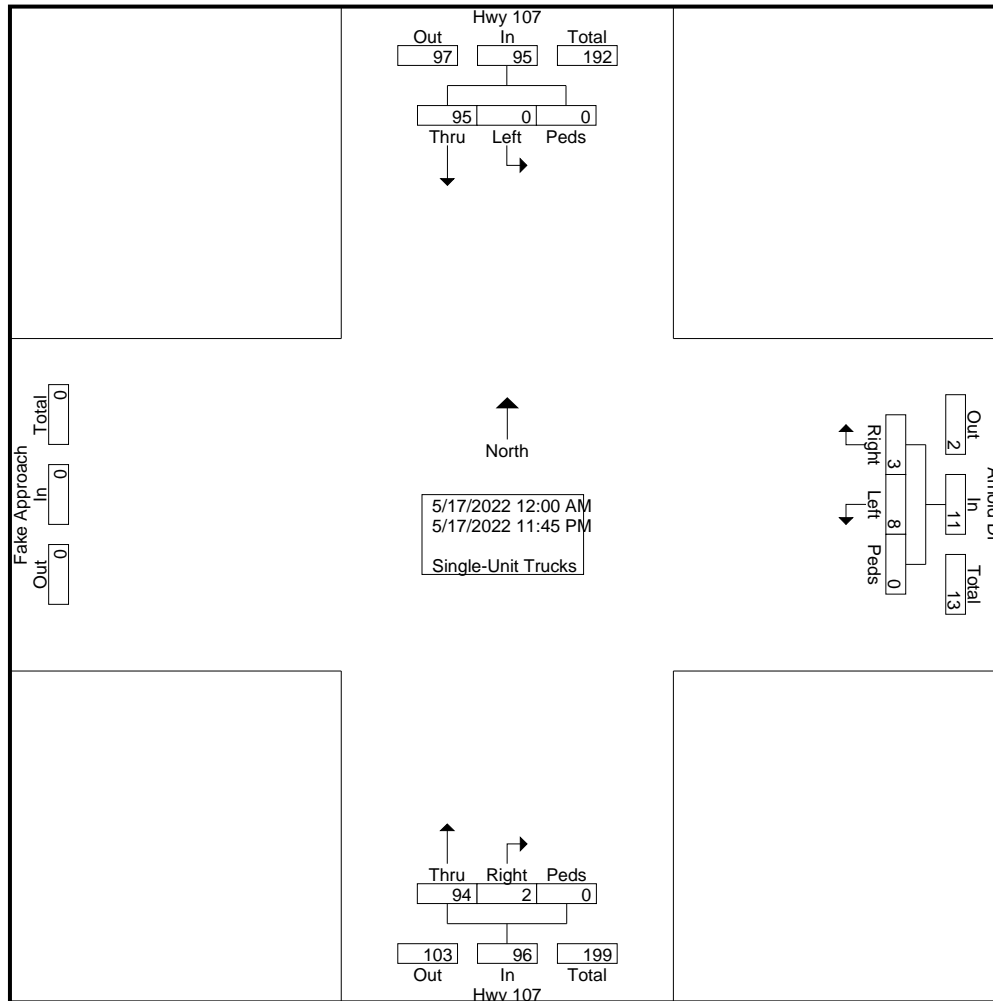 Hwy 107
Out In Total
97 95 192
95 0 0
Thru Left Peds
Total In Out
0 0 0
Fake Approach
North
5/17/2022 12:00 AM
5/17/2022 11:45 PM
Single-Unit Trucks
Out In Total
2 11 13
Right Left Peds
3 8 0
Thru Right Peds
94 2 0
103 96 199
Out In Total
Hwy 107